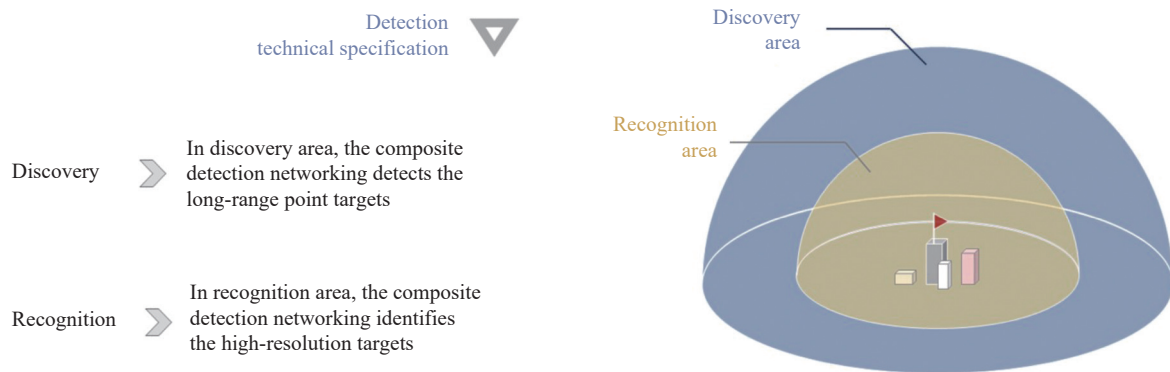 Detection
technical specification
Discovery
In discovery area, the composite
detection networking detects the
long-range point targets
Recognition
In recognition area, the composite
detection networking identifies
the high-resolution targets
Discovery
area
Recognition
area